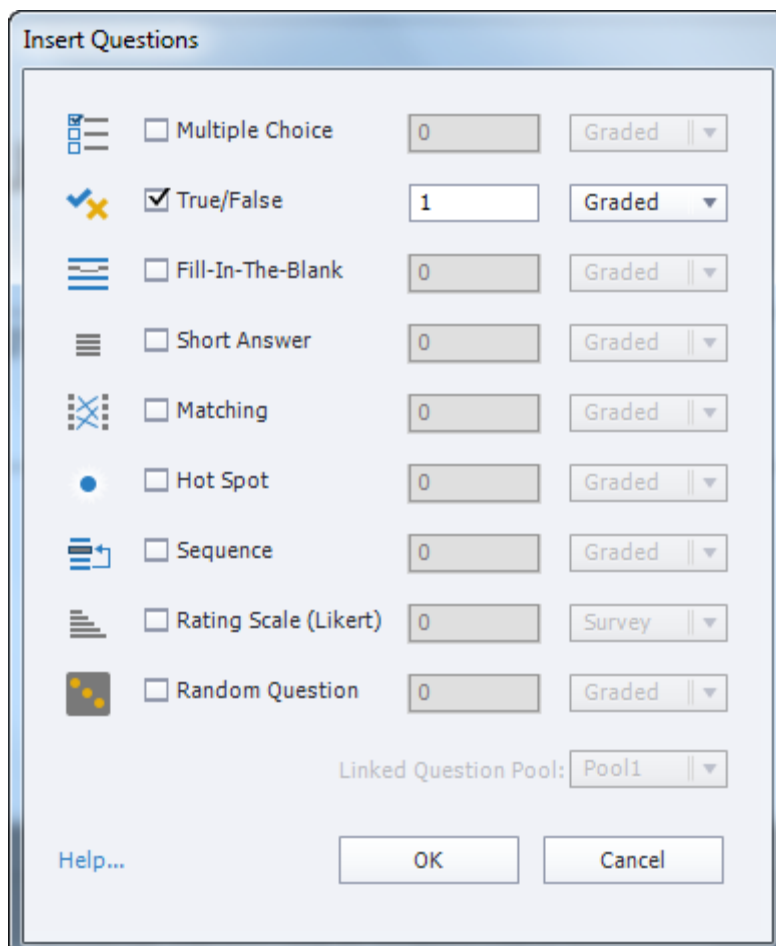 Insert Questions
Multiple Choice 0 Graded
True/False 1 Graded
Fill-In-The-Blank 0 Graded
Short Answer 0 Graded
Matching 0 Graded
Hot Spot 0 Graded
Sequence 0 Graded
Rating Scale (Likert) 0 Survey
Random Question 0 Graded
Linked Question Pool: Pool1
Help... OK Cancel